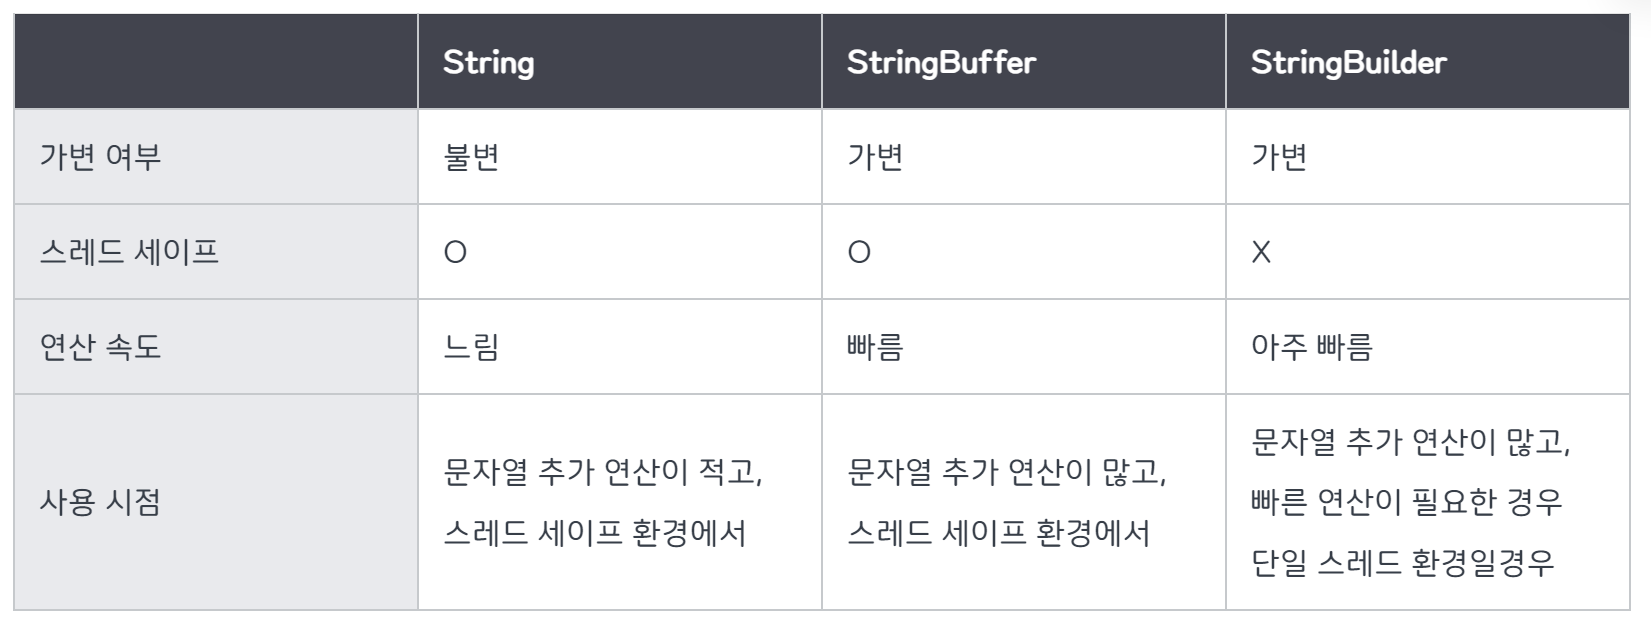 String StringBuffer StringBuilder
가변 여부 불변 가변 가변
스레드 세이프 O O X
연산 속도 느림 빠름 아주 빠름
사용 시점
문자열 추가 연산이 적고,
스레드 세이프 환경에서
문자열 추가 연산이 많고,
스레드 세이프 환경에서
문자열 추가 연산이 많고,
빠른 연산이 필요한 경우
단일 스레드 환경일경우